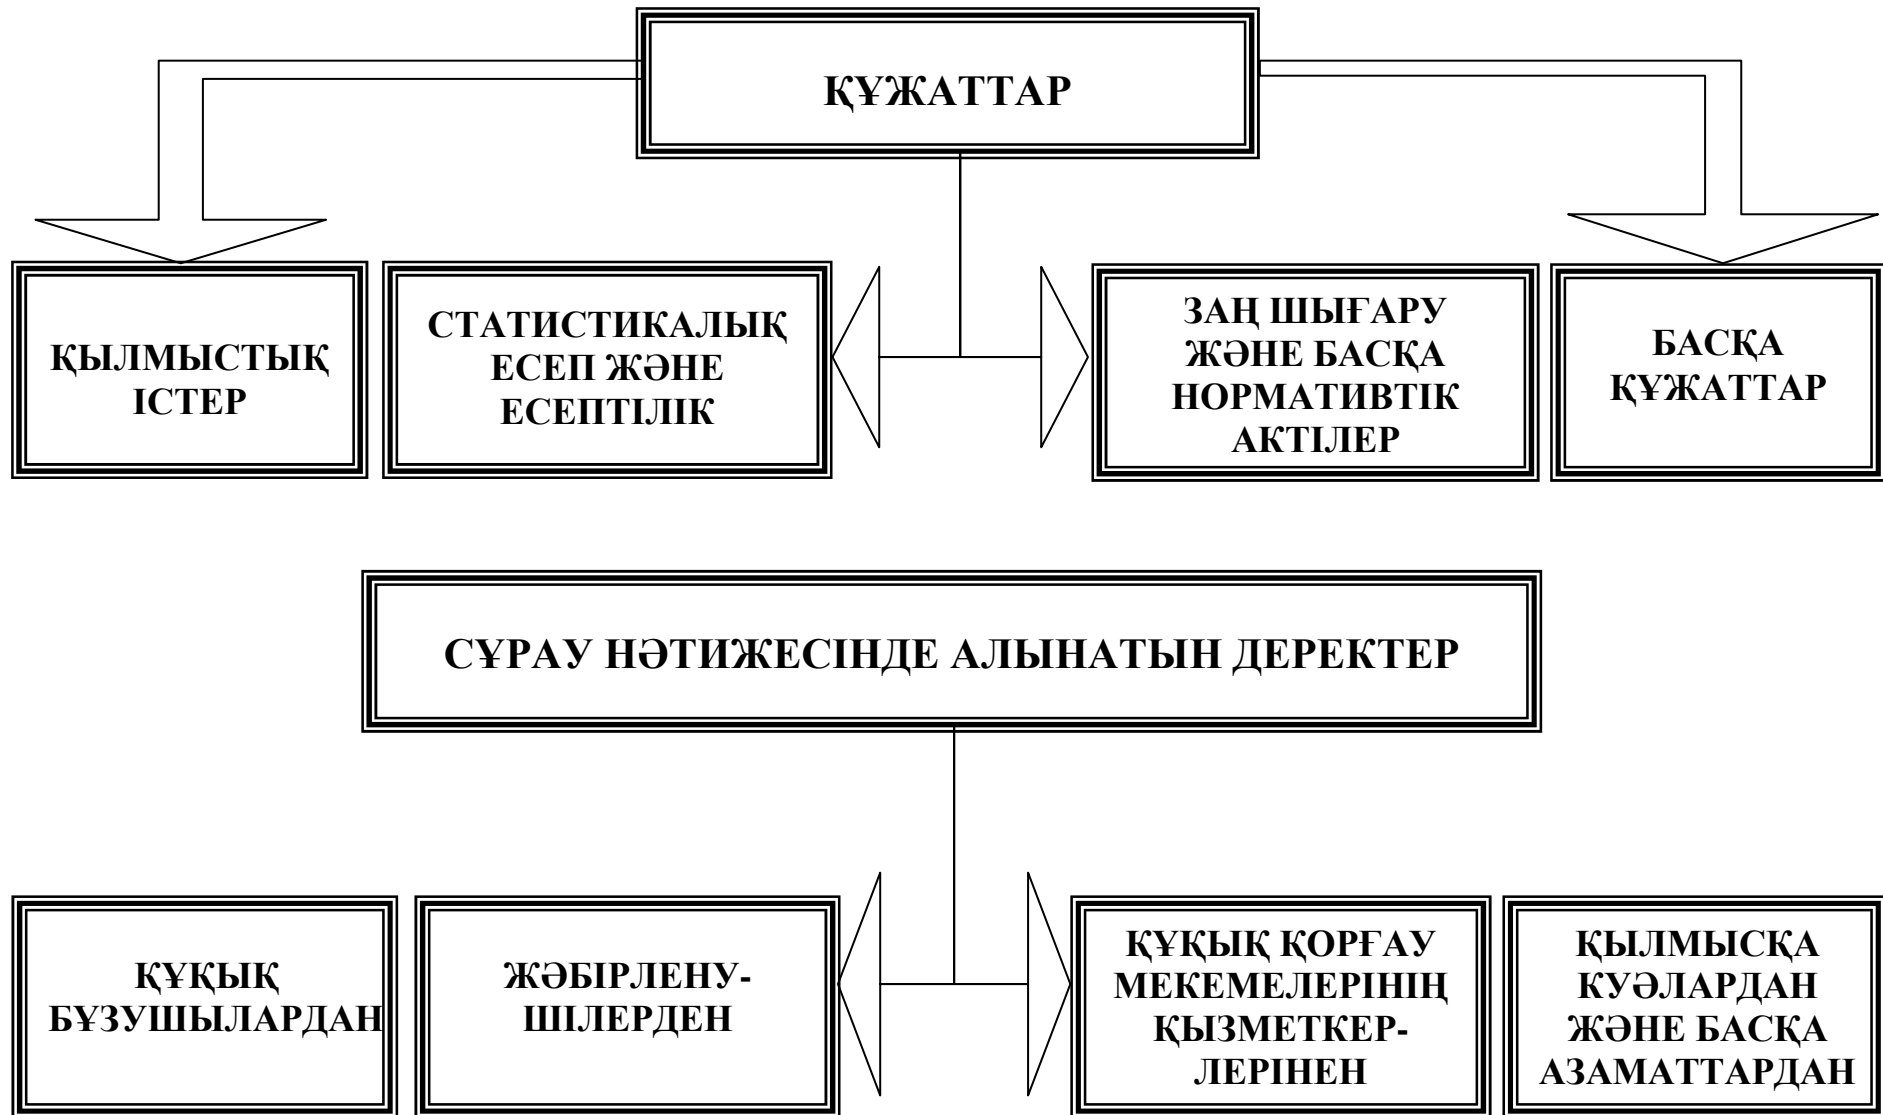 ҚҰЖАТТАР
ҚЫЛМЫСТЫҚ
ІСТЕР
СТАТИСТИКАЛЫҚ
ЕСЕП ЖӘНЕ
ЕСЕПТІЛІК
ЗАҢ ШЫҒАРУ
ЖӘНЕ БАСҚА
НОРМАТИВТІК
АКТІЛЕР
БАСҚА
ҚҰЖАТТАР
СҰРАУ НӘТИЖЕСІНДЕ АЛЫНАТЫН ДЕРЕКТЕР
ҚҰҚЫҚ
БҰЗУШЫЛАРДАН
ЖӘБІРЛЕНУ-
ШІЛЕРДЕН
ҚҰҚЫҚ ҚОРҒАУ
МЕКЕМЕЛЕРІНІҢ
ҚЫЗМЕТКЕР-
ЛЕРІНЕН
ҚЫЛМЫСҚА
КУӘЛАРДАН
ЖӘНЕ БАСҚА
АЗАМАТТАРДАН